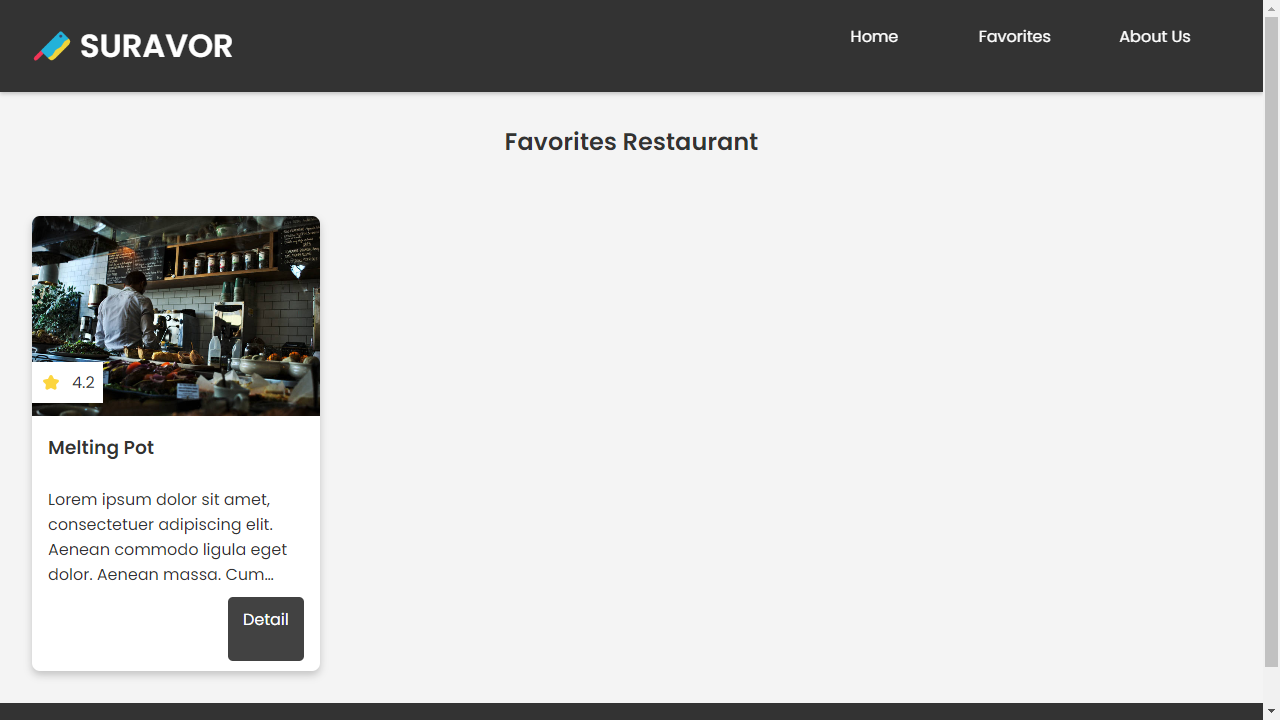 SURAVOR
Home
Favorites
About Us
Favorites Restaurant
4.2
Melting Pot
Lorem ipsum dolor sit amet,
consectetuer adipiscing elit.
Aenean commodo ligula eget
dolor. Aenean massa. Cum...
Detail